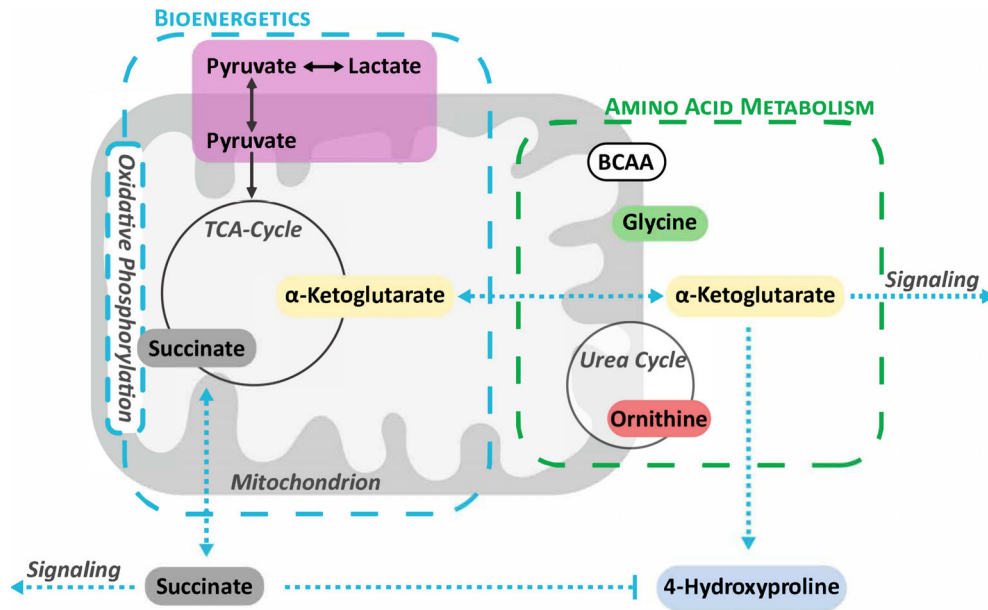 BIOENERGETICS
Pyruvate
Lactate
AMINO ACID METABOLISM
Pyruvate
BCAA
Oxidative Phosphorylation
TCA-Cycle
Glycine
α-Ketoglutarate
α-Ketoglutarate
Signaling
Succinate
Urea Cycle
Ornithine
Mitochondrion
Signaling
Succinate
4-Hydroxyproline